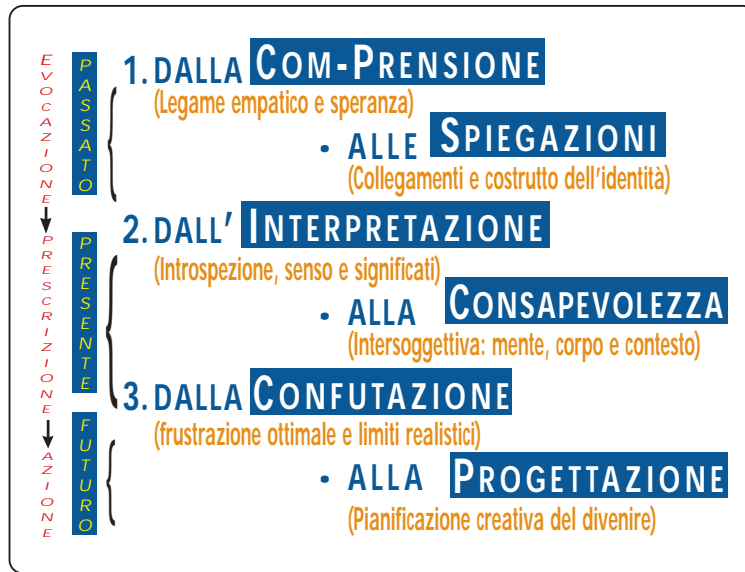 EVOCAZIONE
PRESCRIZIONE
AZIONE
PASSATO
PRESENTE
FUTURO
1. DALLA COM-PRENSIONE
(Legame empatico e speranza)
• ALLE SPIEGAZIONI
(Collegamenti e costrutto dell'identità)
2. DALL' INTERPRETAZIONE
(Introspezione, senso e significati)
• ALLA CONSAPEVOLEZZA
(Intersoggettiva: mente, corpo e contesto)
3. DALLA CONFUTAZIONE
(frustrazione ottimale e limiti realistici)
• ALLA PROGETTAZIONE
(Pianificazione creativa del divenire)